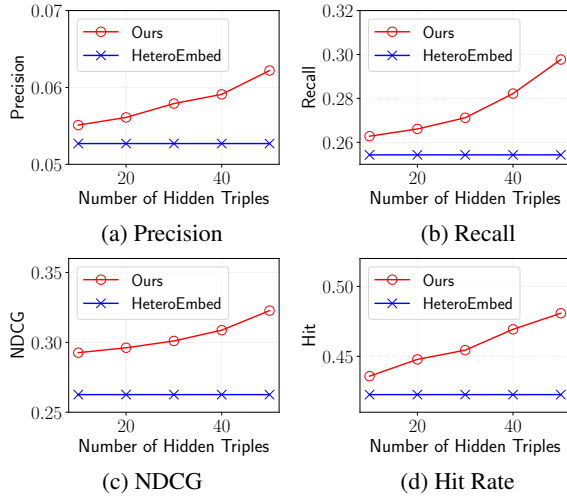 0.07
0.06
0.05
Precision
Ours
HeteroEmbed
20
40
Number of Hidden Triples
(a) Precision
0.32
0.30
0.28
0.26
Recall
Ours
HeteroEmbed
20
40
Number of Hidden Triples
(b) Recall
0.35
0.30
0.25
NDCG
Ours
HeteroEmbed
20
40
Number of Hidden Triples
(c) NDCG
0.50
0.45
Hit
Ours
HeteroEmbed
20
40
Number of Hidden Triples
(d) Hit Rate